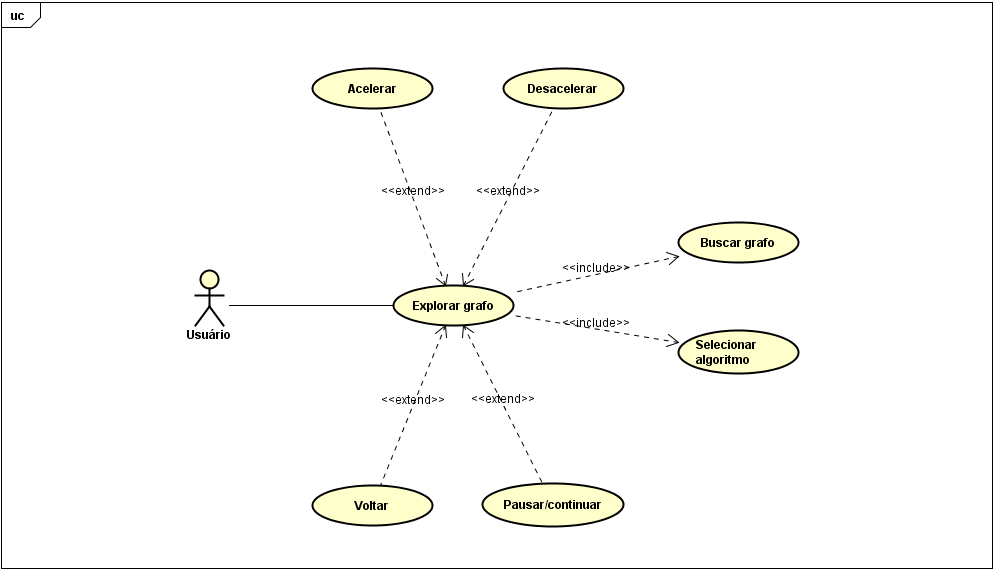 uc
Acelerar
Desacelerar
<<extend>>
<<extend>>
Buscar grafo
<<include>>
Explorar grafo
<<include>>
Usuário
Selecionar
algoritmo
<<extend>>
<<extend>>
Voltar
Pausar/continuar